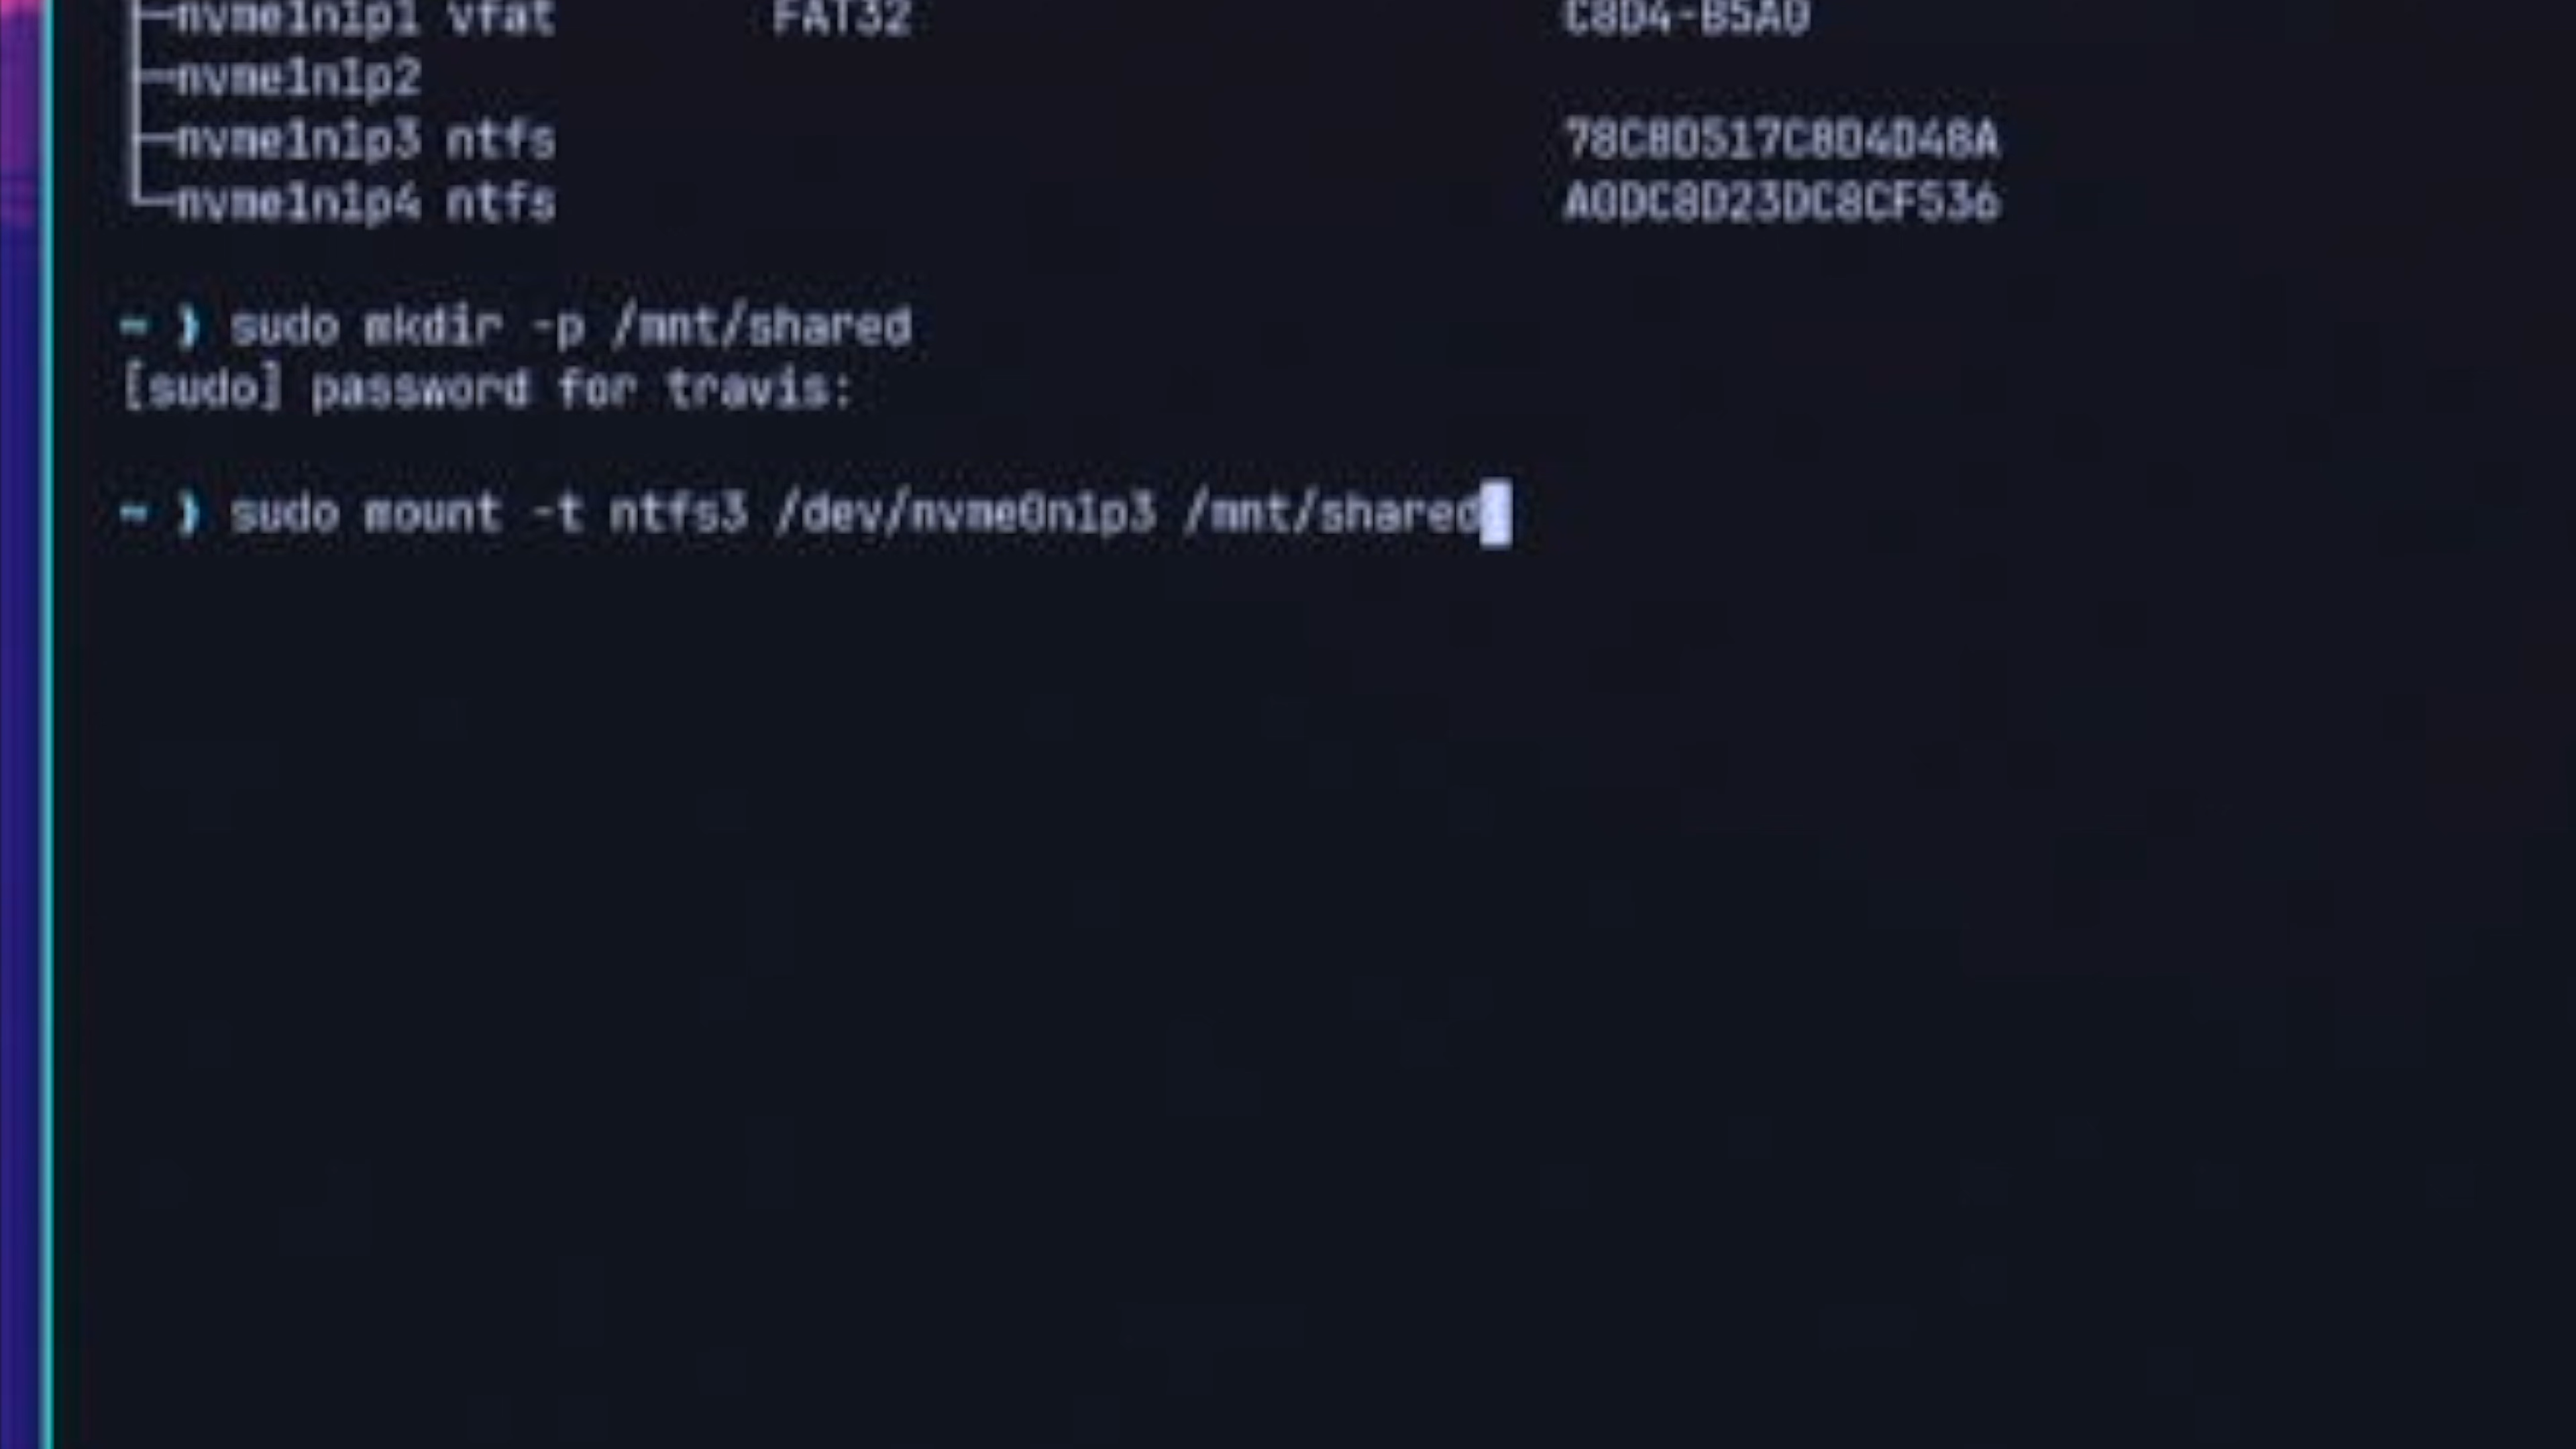 ├─nvme1n1p1 vfat FAT32 C8D4-B5A0
├─nvme1n1p2
├─nvme1n1p3 ntfs 78C8D517C8D4D48A
└─nvme1n1p4 ntfs A0DC8D23DC8CF536
~ ❯ sudo mkdir -p /mnt/shared
[sudo] password for travis:
~ ❯ sudo mount -t ntfs3 /dev/nvme0n1p3 /mnt/shared